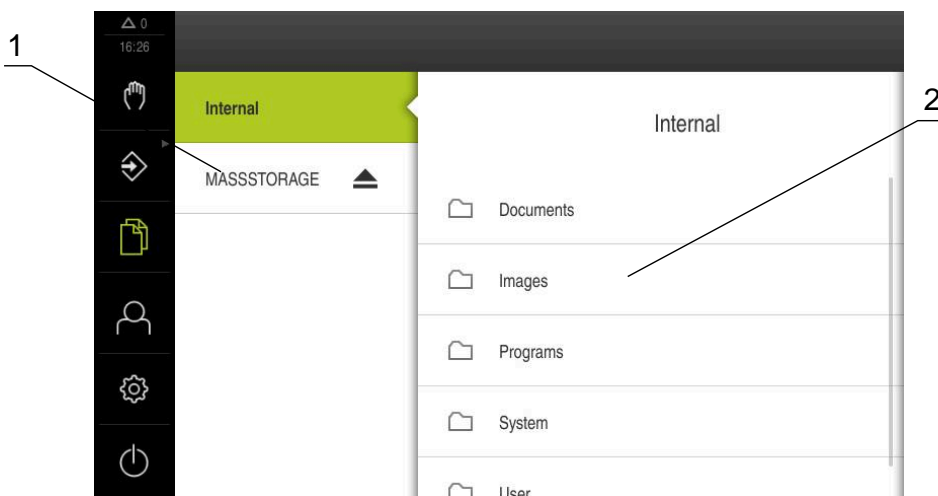 1
0
16:26
Internal
MASSSTORAGE
Internal
2
Documents
Images
Programs
System
User